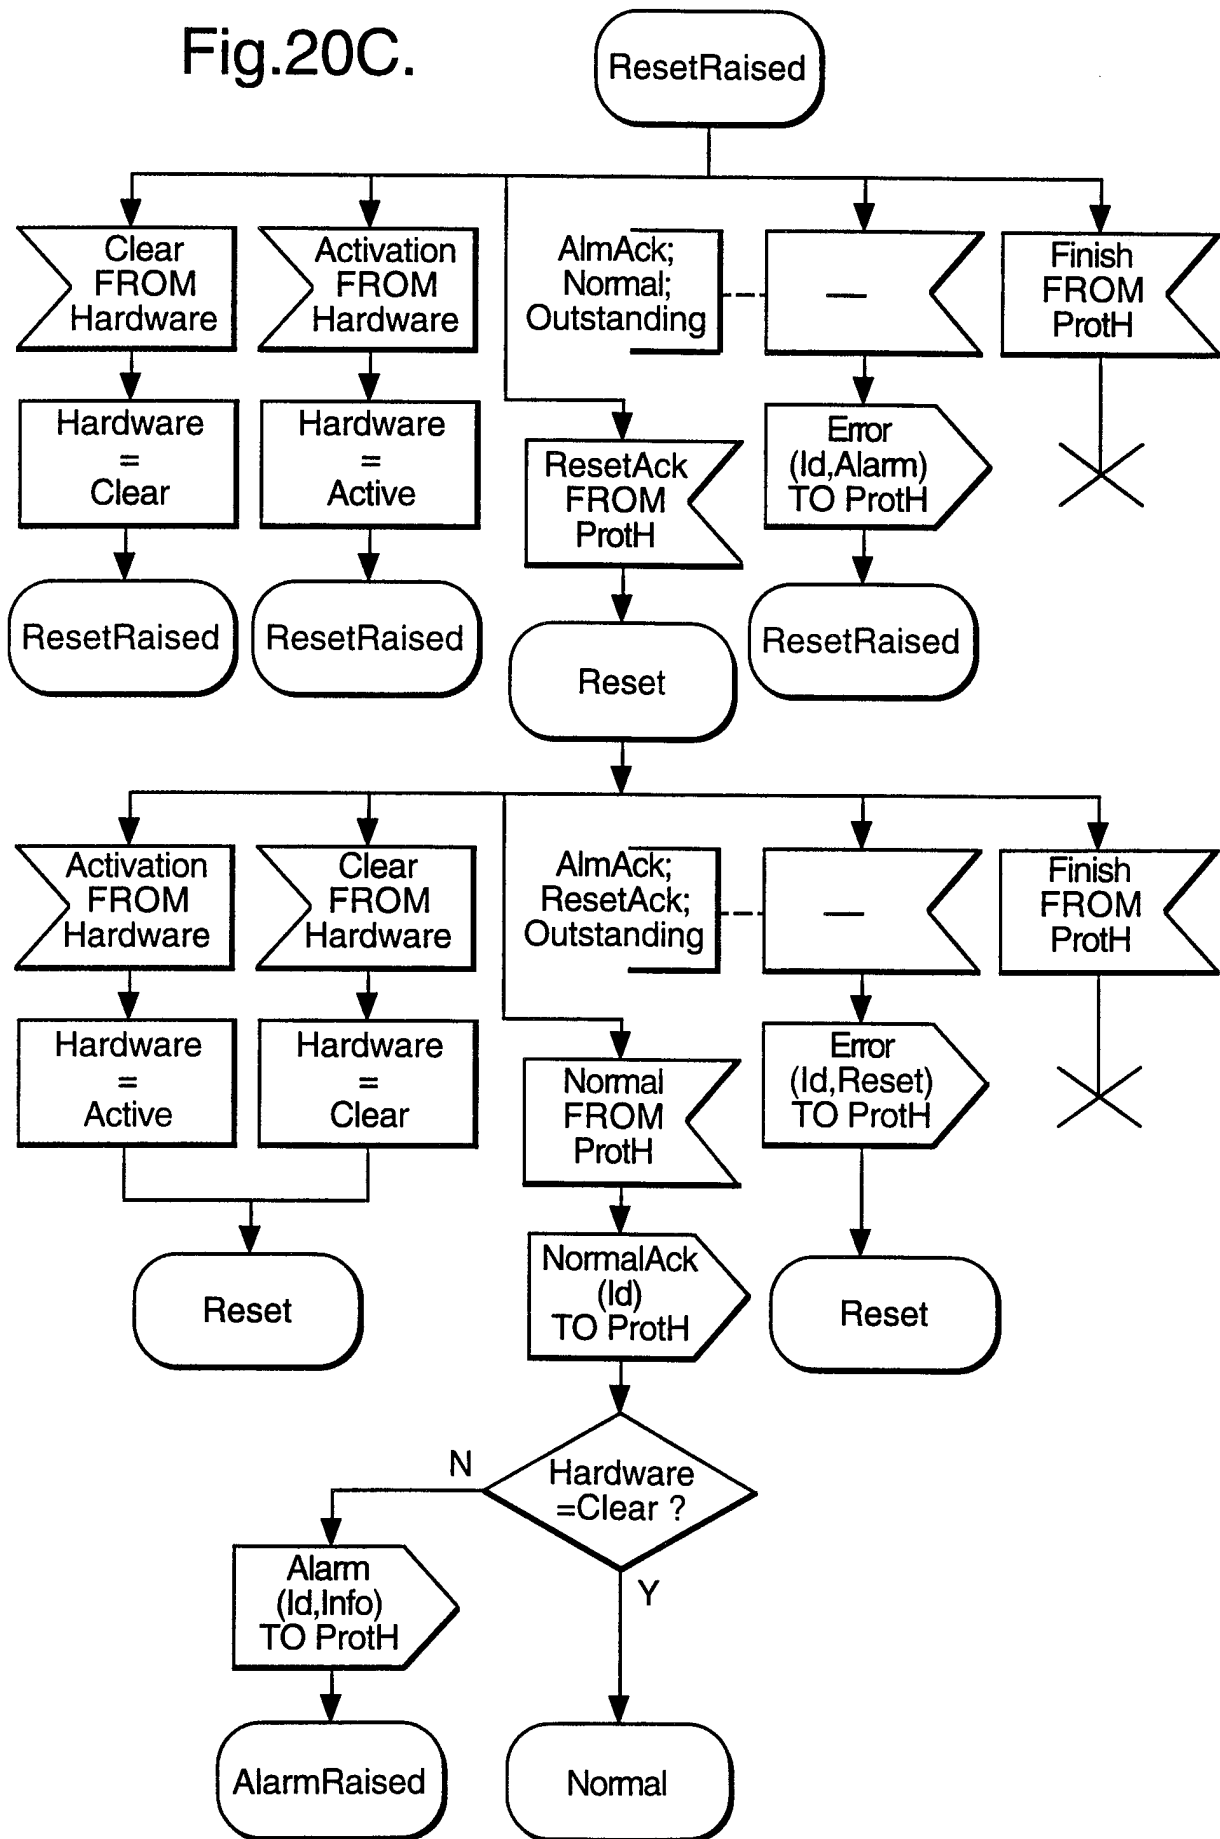 Fig.20C.
ResetRaised
Clear
FROM
Hardware
Activation
FROM
Hardware
AlmAck;
Normal;
Outstanding
—
Finish
FROM
ProtH
Hardware
=
Clear
Hardware
=
Active
ResetAck
FROM
ProtH
Error
(Id,Alarm)
TO ProtH
ResetRaised
ResetRaised
Reset
ResetRaised
Activation
FROM
Hardware
Clear
FROM
Hardware
AlmAck;
ResetAck;
Outstanding
—
Finish
FROM
ProtH
Hardware
=
Active
Hardware
=
Clear
Normal
FROM
ProtH
Error
(Id,Reset)
TO ProtH
Reset
NormalAck
(Id)
TO ProtH
Reset
Hardware
=Clear ?
N
Y
Alarm
(Id,Info)
TO ProtH
AlarmRaised
Normal